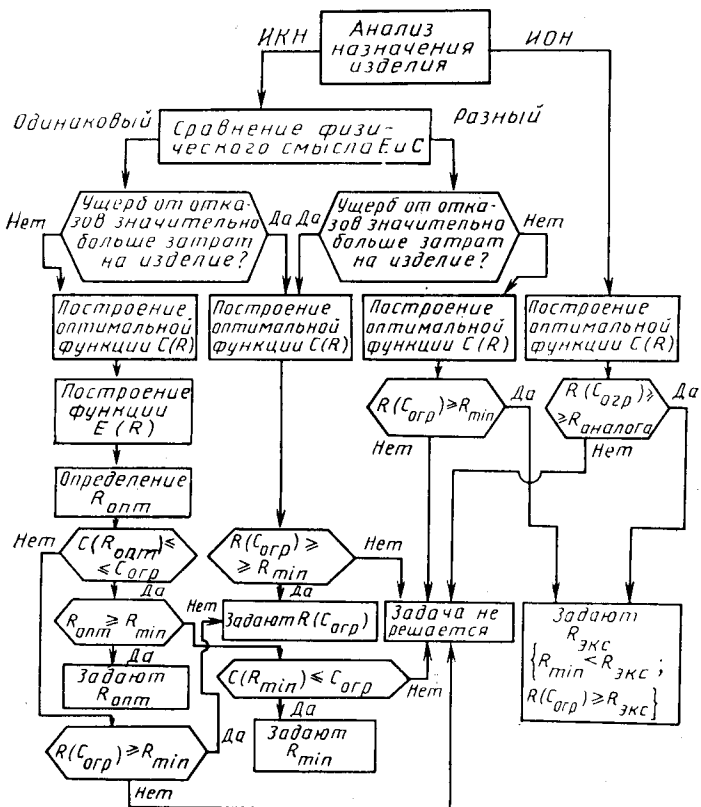 Анализ
назначения
изделия
ИКН
ИОН
Одинаковый
Сравнение физи-
ческого смысла Е и С
Разный
Ущерб от отка-
зов значительно
больше затрат
на изделие?
Нет
Да
Ущерб от отка-
зов значительно
больше затрат
на изделие?
Да
Нет
Построение
оптимальной
функции C(R)
Построение
оптимальной
функции C(R)
Построение
оптимальной
функции C(R)
Построение
оптимальной
функции C(R)
Построение
функции
E(R)
R(Cогр)≥Rmin
Да
Нет
R(Cогр)≥
≥Rаналога
Да
Нет
Определение
Rопт
C(Rопт)≤
≤Cогр
Нет
Да
R(Cогр)≥
≥Rmin
Нет
Да
Rопт≥Rmin
Да
Нет
Задают R(Cогр)
Задача не
решается
Задают
Rэкс
{Rmin<Rэкс;
R(Cогр)≥Rэкс}
Задают
Rопт
C(Rmin)≤Cогр
Нет
Да
Задают
Rmin
R(Cогр)≥Rmin
Да
Нет